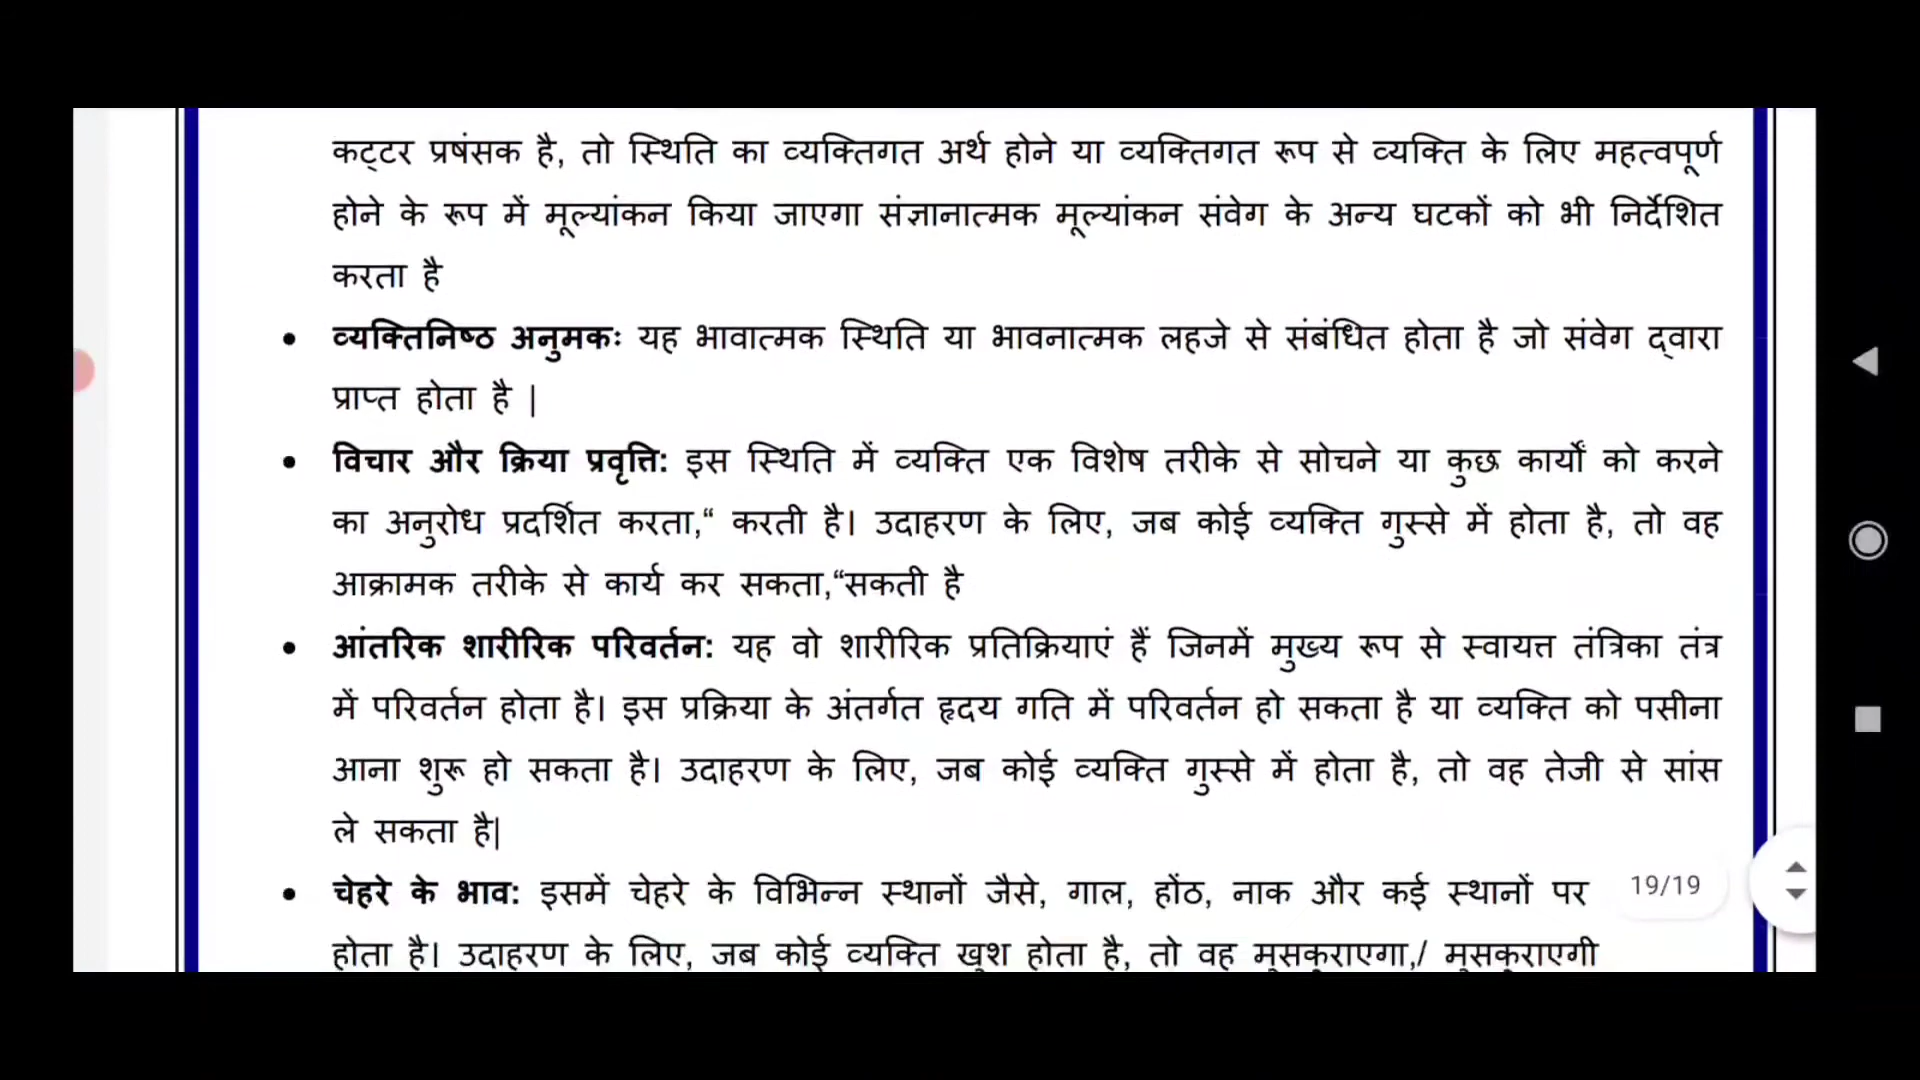 कट्टर प्रषंसक है, तो स्थिति का व्यक्तिगत अर्थ होने या व्यक्तिगत रूप से व्यक्ति के लिए महत्वपूर्ण
होने के रूप में मूल्यांकन किया जाएगा संज्ञानात्मक मूल्यांकन संवेग के अन्य घटकों को भी निर्देशित
करता है
• व्यक्तिनिष्ठ अनुमकः यह भावात्मक स्थिति या भावनात्मक लहजे से संबंधित होता है जो संवेग द्वारा
प्राप्त होता है |
• विचार और क्रिया प्रवृत्ति: इस स्थिति में व्यक्ति एक विशेष तरीके से सोचने या कुछ कार्यों को करने
का अनुरोध प्रदर्शित करता,“ करती है। उदाहरण के लिए, जब कोई व्यक्ति गुस्से में होता है, तो वह
आक्रामक तरीके से कार्य कर सकता,“सकती है
• आंतरिक शारीरिक परिवर्तन: यह वो शारीरिक प्रतिक्रियाएं हैं जिनमें मुख्य रूप से स्वायत्त तंत्रिका तंत्र
में परिवर्तन होता है। इस प्रक्रिया के अंतर्गत हृदय गति में परिवर्तन हो सकता है या व्यक्ति को पसीना
आना शुरू हो सकता है। उदाहरण के लिए, जब कोई व्यक्ति गुस्से में होता है, तो वह तेजी से सांस
ले सकता है|
• चेहरे के भाव: इसमें चेहरे के विभिन्न स्थानों जैसे, गाल, होंठ, नाक और कई स्थानों पर
19/19
होता है। उदाहरण के लिए, जब कोई व्यक्ति खुश होता है, तो वह मुसकुराएगा,/ मुसकुराएगी